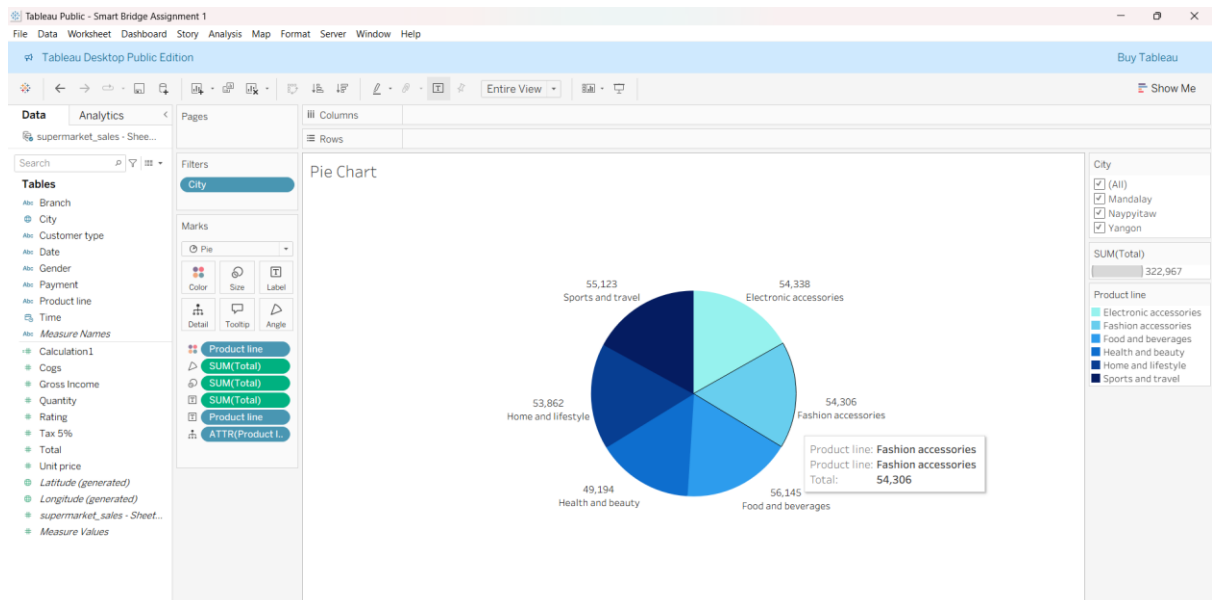 Tableau Public - Smart Bridge Assignment 1
File Data Worksheet Dashboard Story Analysis Map Format Server Window Help
Tableau Desktop Public Edition
Buy Tableau
Entire View
Show Me
Data Analytics
supermarket_sales - Shee...
Search
Tables
Abc Branch
City
Abc Customer type
Abc Date
Abc Gender
Abc Payment
Abc Product line
Time
Abc Measure Names
Calculation1
Cogs
Gross Income
Quantity
Rating
Tax 5%
Total
Unit price
Latitude (generated)
Longitude (generated)
supermarket_sales - Sheet...
Measure Values
Pages
Filters
City
Marks
Pie
Color Size Label
Detail Tooltip Angle
Product line
SUM(Total)
SUM(Total)
SUM(Total)
Product line
ATTR(Product l..
Columns
Rows
Pie Chart
55,123
Sports and travel
54,338
Electronic accessories
53,862
Home and lifestyle
54,306
Fashion accessories
Product line: Fashion accessories
Product line: Fashion accessories
Total: 54,306
49,194
Health and beauty
56,145
Food and beverages
City
(All)
Mandalay
Naypyitaw
Yangon
SUM(Total)
322,967
Product line
Electronic accessories
Fashion accessories
Food and beverages
Health and beauty
Home and lifestyle
Sports and travel